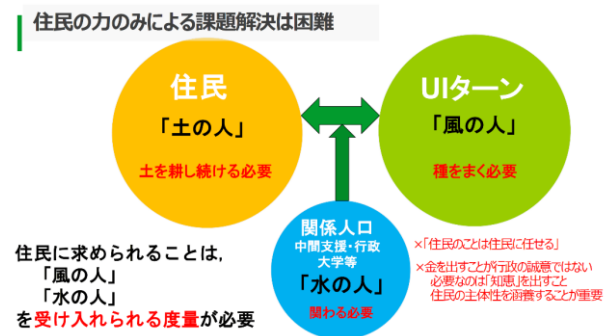 住民の力のみによる課題解決は困難
住民
「土の人」
土を耕し続ける必要
UIターン
「風の人」
種をまく必要
関係人口
中間支援・行政
大学等
「水の人」
関わる必要
住民に求められることは,
「風の人」
「水の人」
を受け入れられる度量が必要
×「住民のことは住民に任せる」
×金を出すことが行政の誠意ではない
必要なのは「知恵」を出すこと
住民の主体性を涵養することが重要